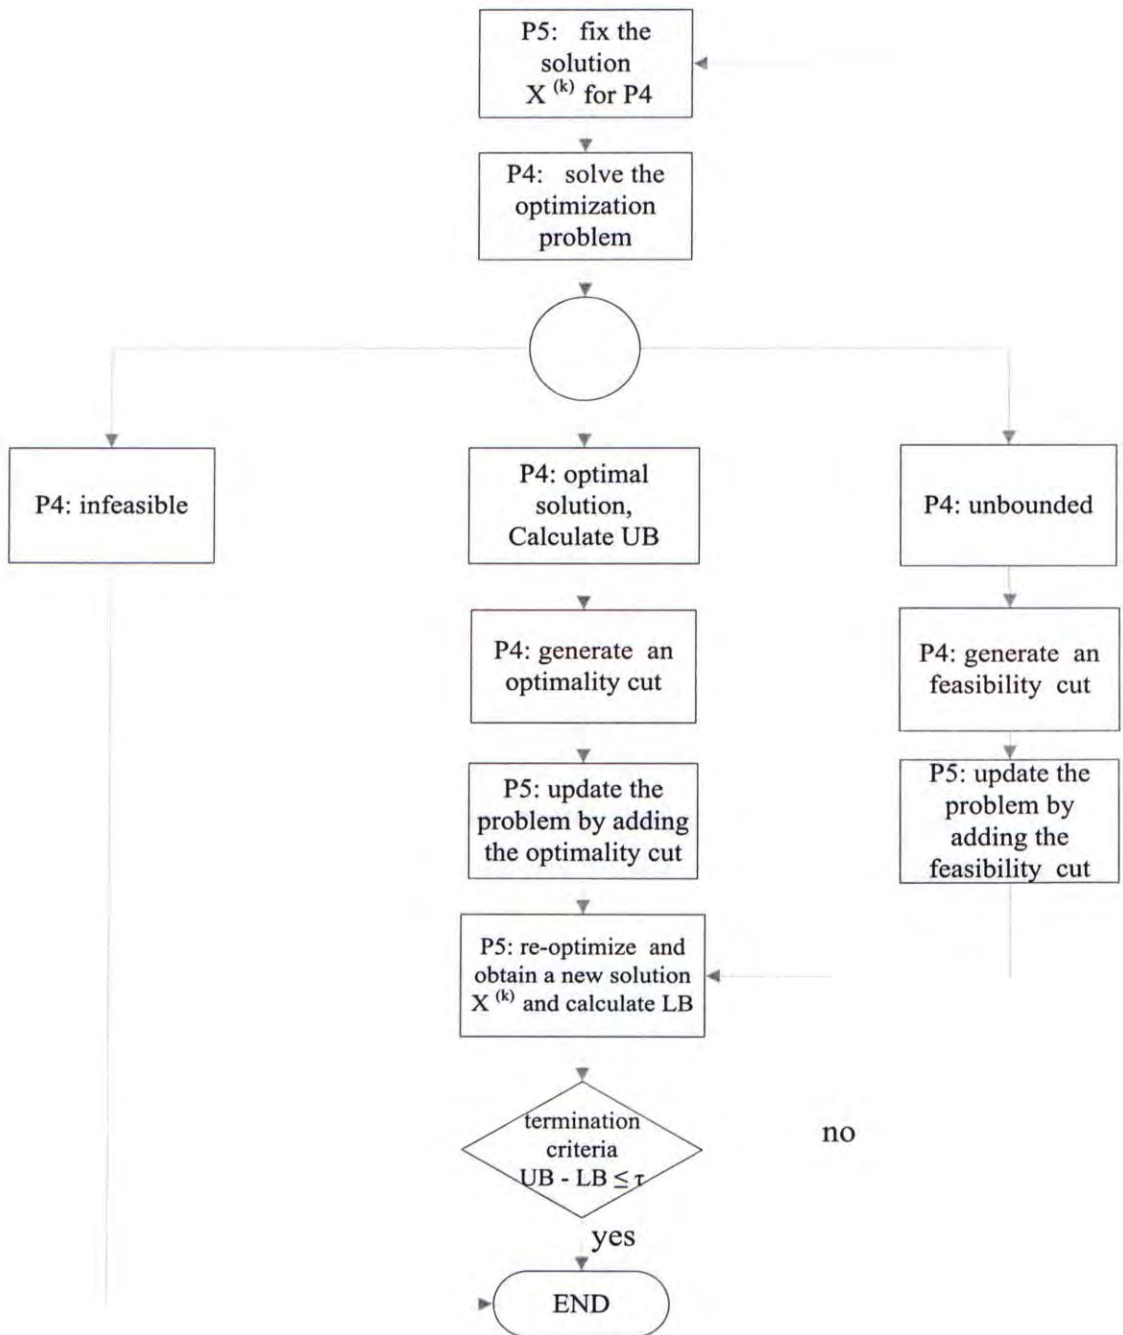 P5: fix the
solution
X (k) for P4
P4: solve the
optimization
problem
P4: infeasible
P4: optimal
solution,
Calculate UB
P4: unbounded
P4: generate an
optimality cut
P4: generate an
feasibility cut
P5: update the
problem by adding
the optimality cut
P5: update the
problem by
adding the
feasibility cut
P5: re-optimize and
obtain a new solution
X (k) and calculate LB
termination
criteria
UB - LB ≤ τ
no
yes
END